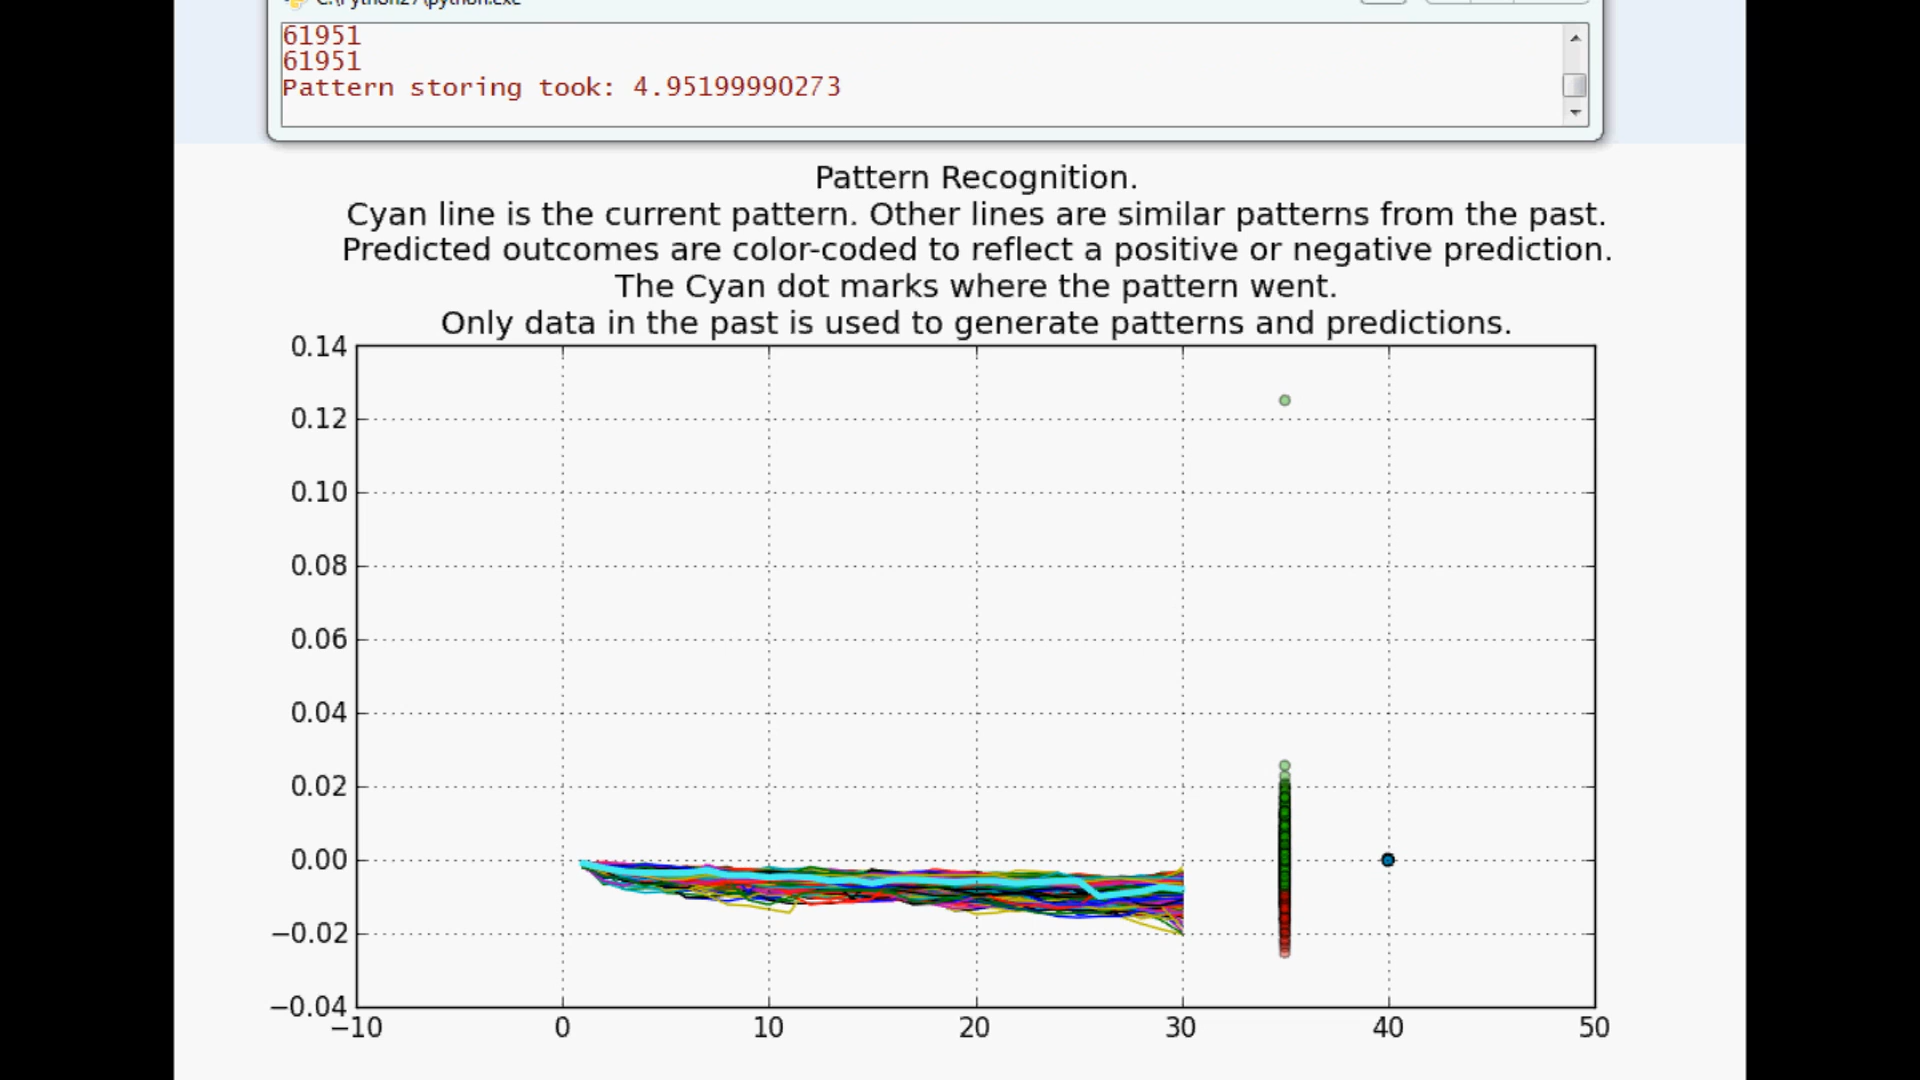 C:\Python27\python.exe
61951
61951
Pattern storing took: 4.95199990273
Pattern Recognition.
Cyan line is the current pattern. Other lines are similar patterns from the past.
Predicted outcomes are color-coded to reflect a positive or negative prediction.
The Cyan dot marks where the pattern went.
Only data in the past is used to generate patterns and predictions.
0.14
0.12
0.10
0.08
0.06
0.04
0.02
0.00
−0.02
−0.04
−10 0 10 20 30 40 50